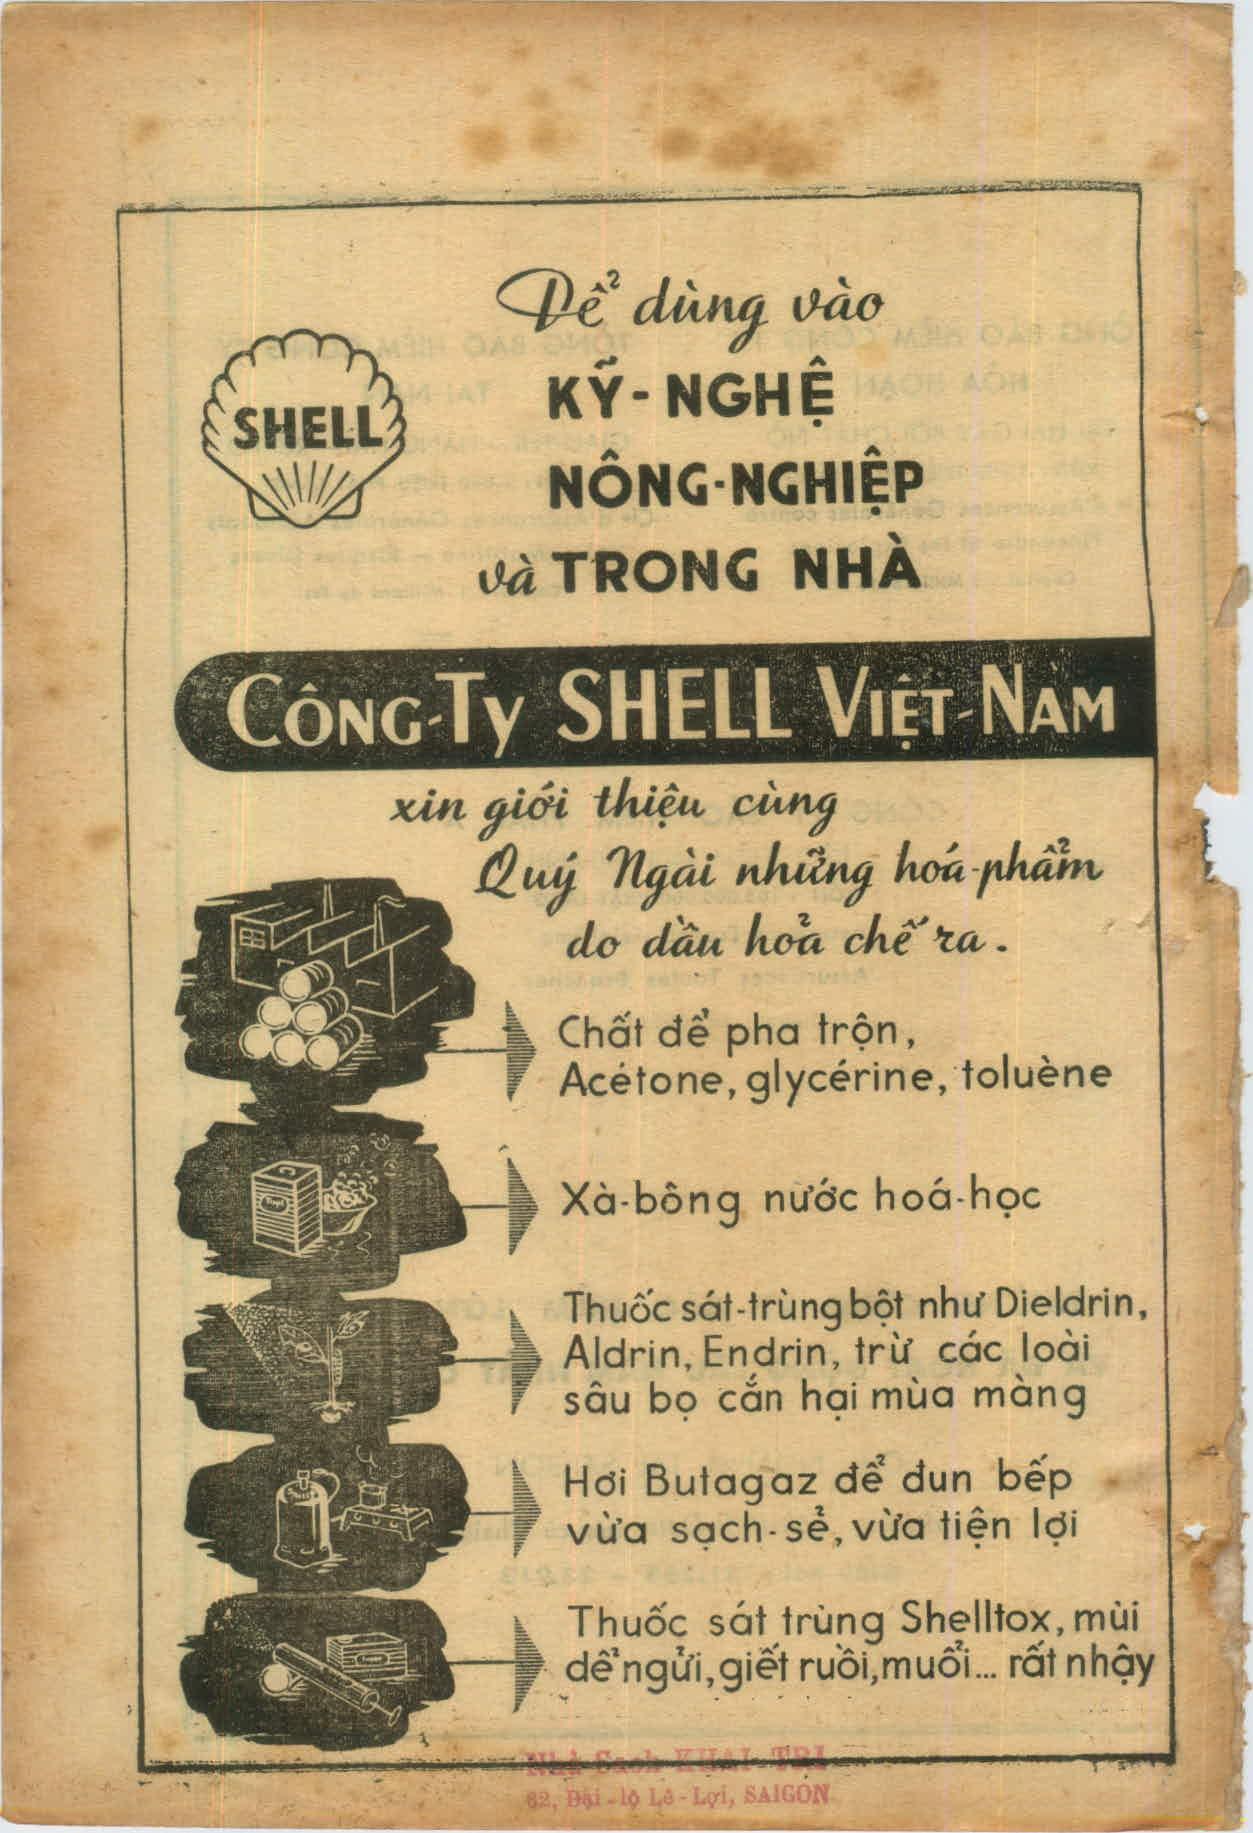 SHELL
Để dùng vào
KỸ-NGHỆ
NÔNG-NGHIỆP
và TRONG NHÀ
CÔNG-TY SHELL VIỆT-NAM
xin giới thiệu cùng
Quý Ngài những hoá-phẩm
do dầu hoả chế ra.
Chất để pha trộn,
Acétone, glycérine, toluène
Xà-bông nước hoá-học
Thuốc sát-trùng bột như Dieldrin,
Aldrin, Endrin, trừ các loài
sâu bọ cắn hại mùa màng
Hơi Butagaz để đun bếp
vừa sạch-sẻ, vừa tiện lợi
Thuốc sát trùng Shelltox, mùi
dể ngửi, giết ruồi, muổi... rất nhậy
Nhà Sách KHAI-TRÍ
62, Đại-lộ Lê-Lợi, SAIGON